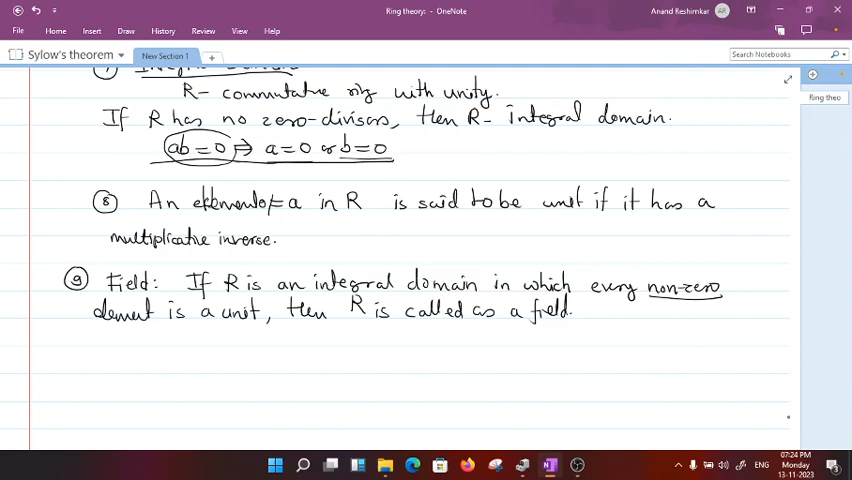 Ring theory: - OneNote
Anand Reshimkar AR
File Home Insert Draw History Review View Help Class Notebook
Sylow's theorem New Section 1 + Search Notebooks
R- commutative ring with unity.
Ring theo
If R has no zero-divisors, then R- Integral domain.
ab=0 ⇒ a=0 or b=0
⑧ An element a in R is said to be unit if it has a
multiplicative inverse.
⑨ Field: If R is an integral domain in which every non-zero
element is a unit, then R is called as a field.
ENG
07:24 PM
Monday
13-11-2023